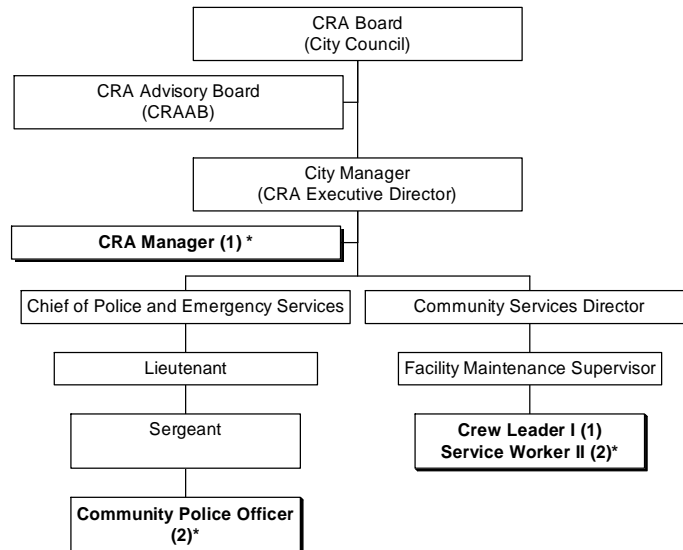 CRA Board
(City Council)
CRA Advisory Board
(CRAAB)
City Manager
(CRA Executive Director)
CRA Manager (1) *
Chief of Police and Emergency Services
Community Services Director
Lieutenant
Facility Maintenance Supervisor
Sergeant
Crew Leader I (1)
Service Worker II (2)*
Community Police Officer
(2)*